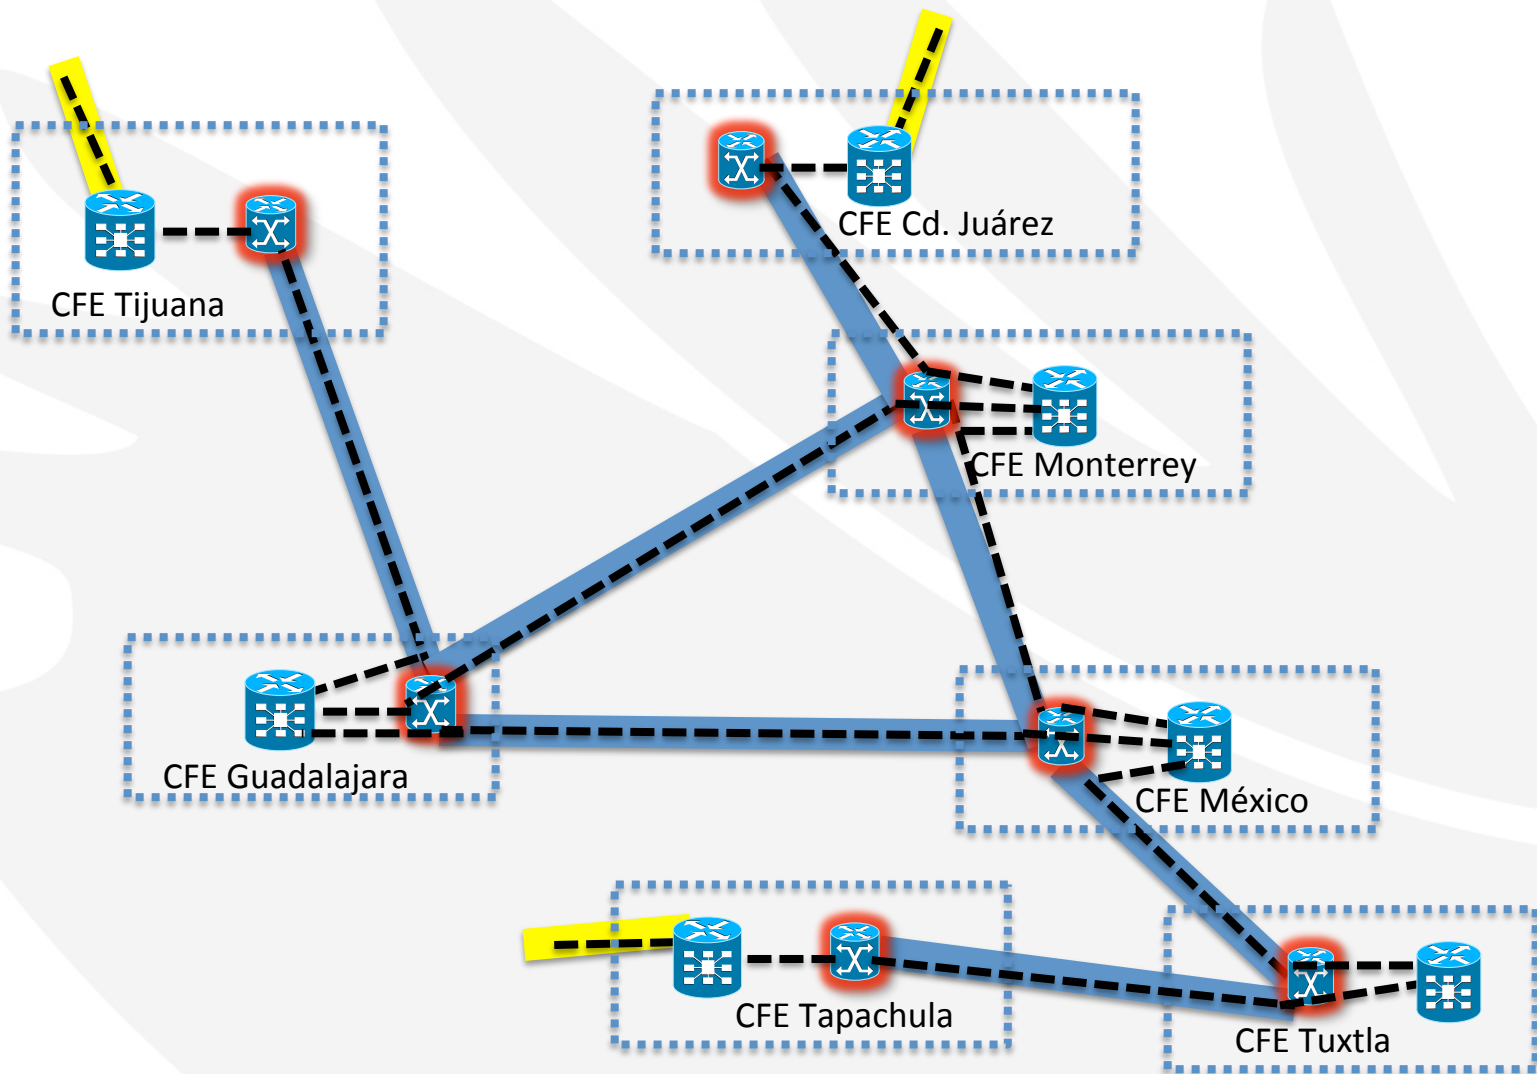 CFE Cd. Juárez
CFE Tijuana
CFE Monterrey
CFE Guadalajara
CFE México
CFE Tapachula
CFE Tuxtla